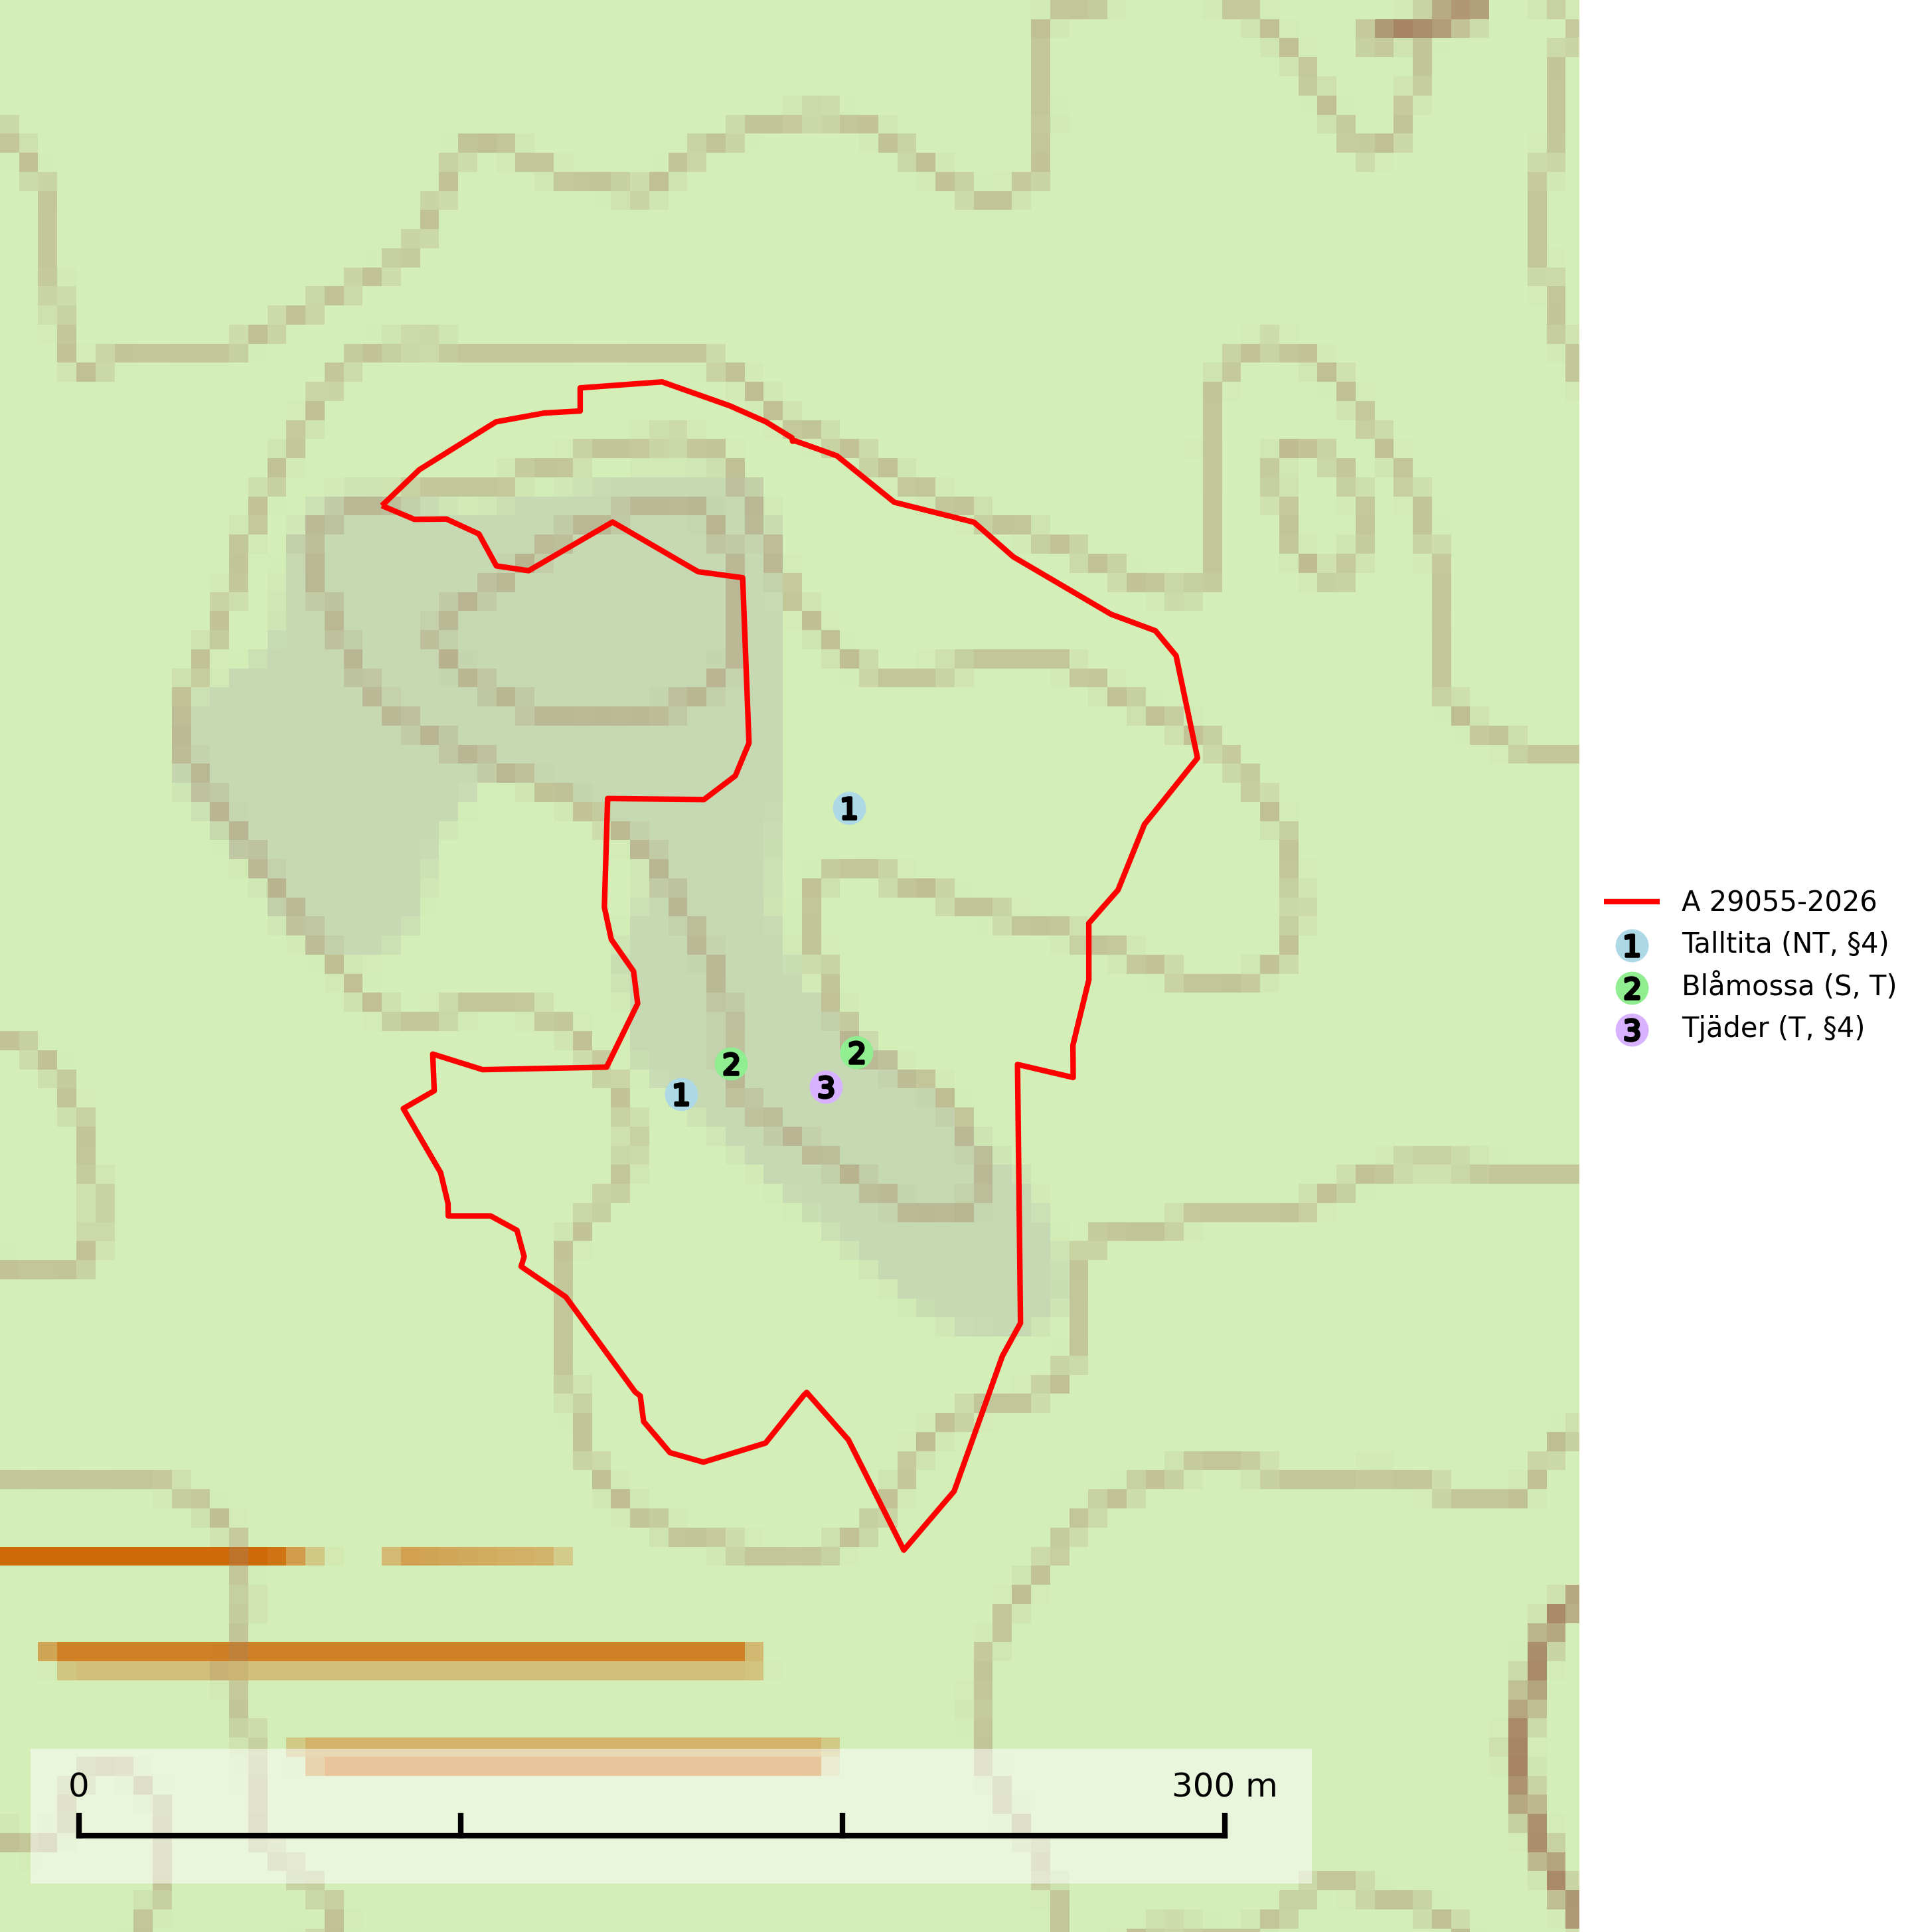 1
2
2
3
1
A 29055-2026
1 Talltita (NT, §4)
2 Blåmossa (S, T)
3 Tjäder (T, §4)
0 300 m